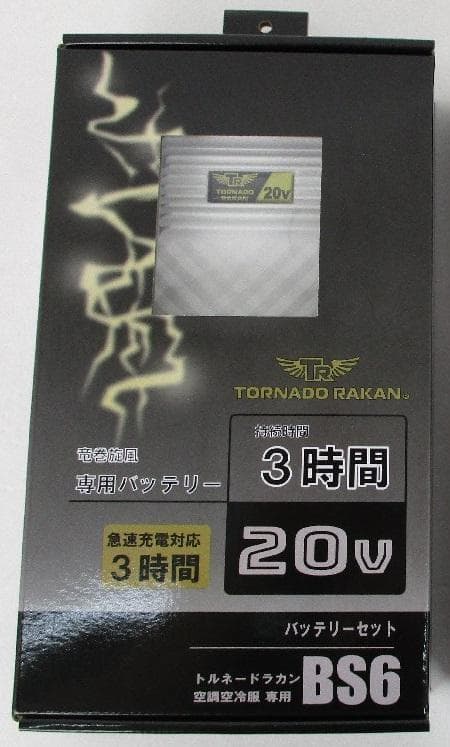 TR
TORNADO
RAKAN
20v
TR
TORNADO RAKAN
竜巻旋風
専用バッテリー
持続時間
3時間
急速充電対応
3時間
20v
バッテリーセット
トルネードラカン
空調空冷服 専用
BS6